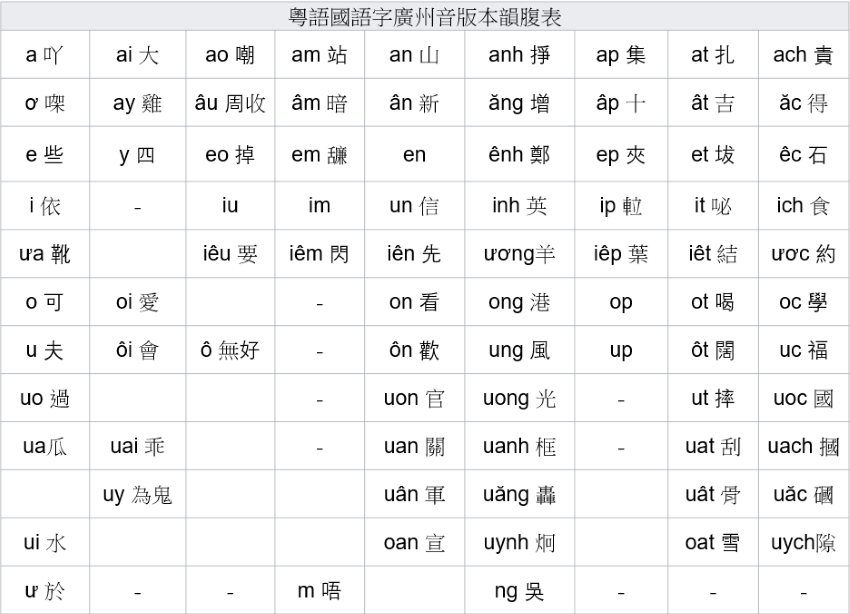 粵語國語字廣州音版本韻腹表
a 吖 ai 大 ao 嘲 am 站 an 山 anh 掙 ap 集 at 扎 ach 責
ơ 㗎 ay 雞 âu 周收 âm 暗 ân 新 ăng 增 âp 十 ât 吉 ăc 得
e 些 y 四 eo 掉 em 舔 en ênh 鄭 ep 夾 et 坺 êc 石
i 依 - iu im un 信 inh 英 ip it 咇 ich 食
ưa 靴 iêu 要 iêm 閃 iên 先 ương羊 iêp 葉 iêt 結 ươc 約
o 可 oi 愛 - on 看 ong 港 op ot 喝 oc 學
u 夫 ôi 會 ô 無好 - ôn 歡 ung 風 up ôt 闊 uc 福
uo 過 - uon 官 uong 光 - ut 摔 uoc 國
ua瓜 uai 乖 - uan 關 uanh 框 - uat 刮 uach 摑
uy 為鬼 uân 軍 uăng 轟 uât 骨 uăc
ui 水 oan 宣 uynh 炯 oat 雪 uych隙
ư 於 - - m 唔 ng 吳 - - -